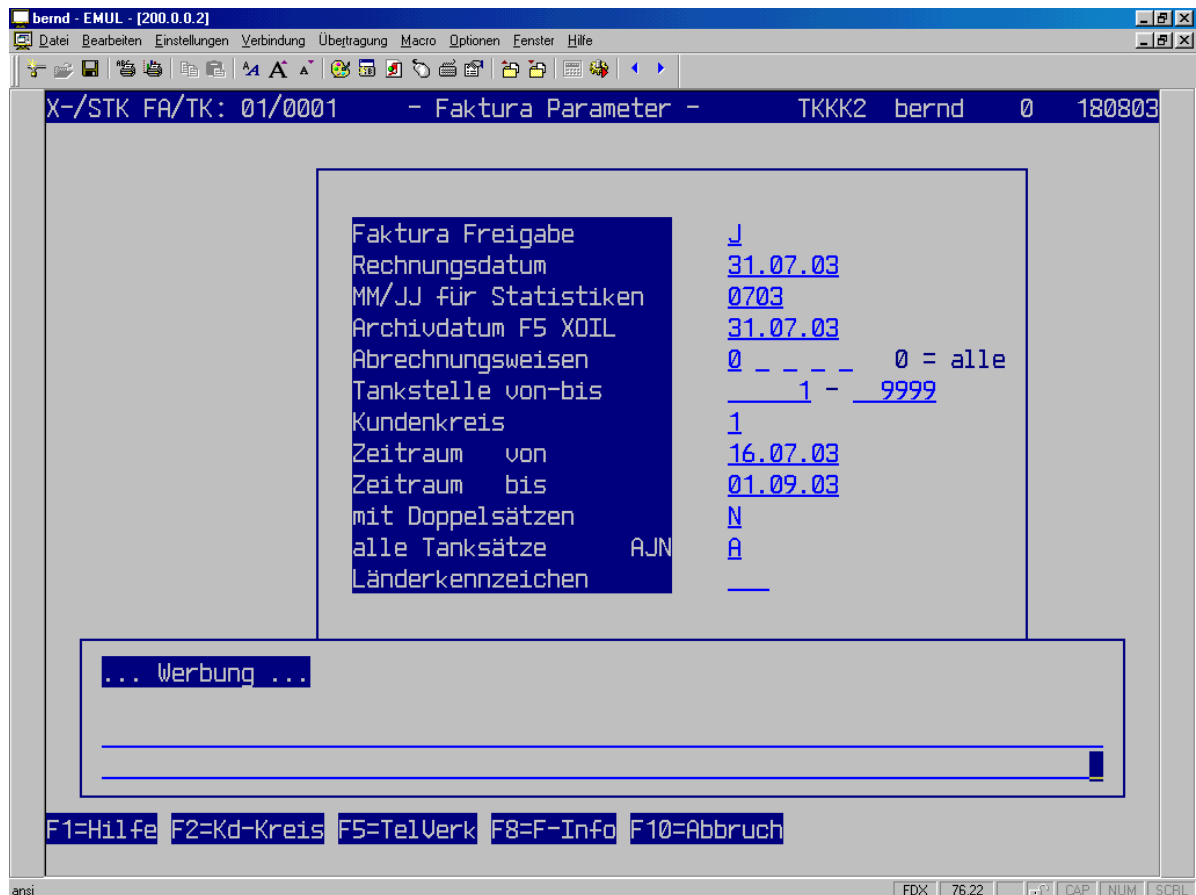 bernd - EMUL - [200.0.0.2]
Datei Bearbeiten Einstellungen Verbindung Übertragung Macro Optionen Fenster Hilfe
X-/STK FA/TK: 01/0001 - Faktura Parameter - TKKK2 bernd 0 180803
Faktura Freigabe J
Rechnungsdatum 31.07.03
MM/JJ für Statistiken 0703
Archivdatum F5 XOIL 31.07.03
Abrechnungsweisen 0 _ _ _ _ 0 = alle
Tankstelle von-bis 1 - 9999
Kundenkreis 1
Zeitraum von 16.07.03
Zeitraum bis 01.09.03
mit Doppelsätzen N
alle Tanksätze AJN A
Länderkennzeichen
... Werbung ...
F1=Hilfe F2=Kd-Kreis F5=TelVerk F8=F-Info F10=Abbruch
ansi FDX 76.22 CAP NUM SCRL